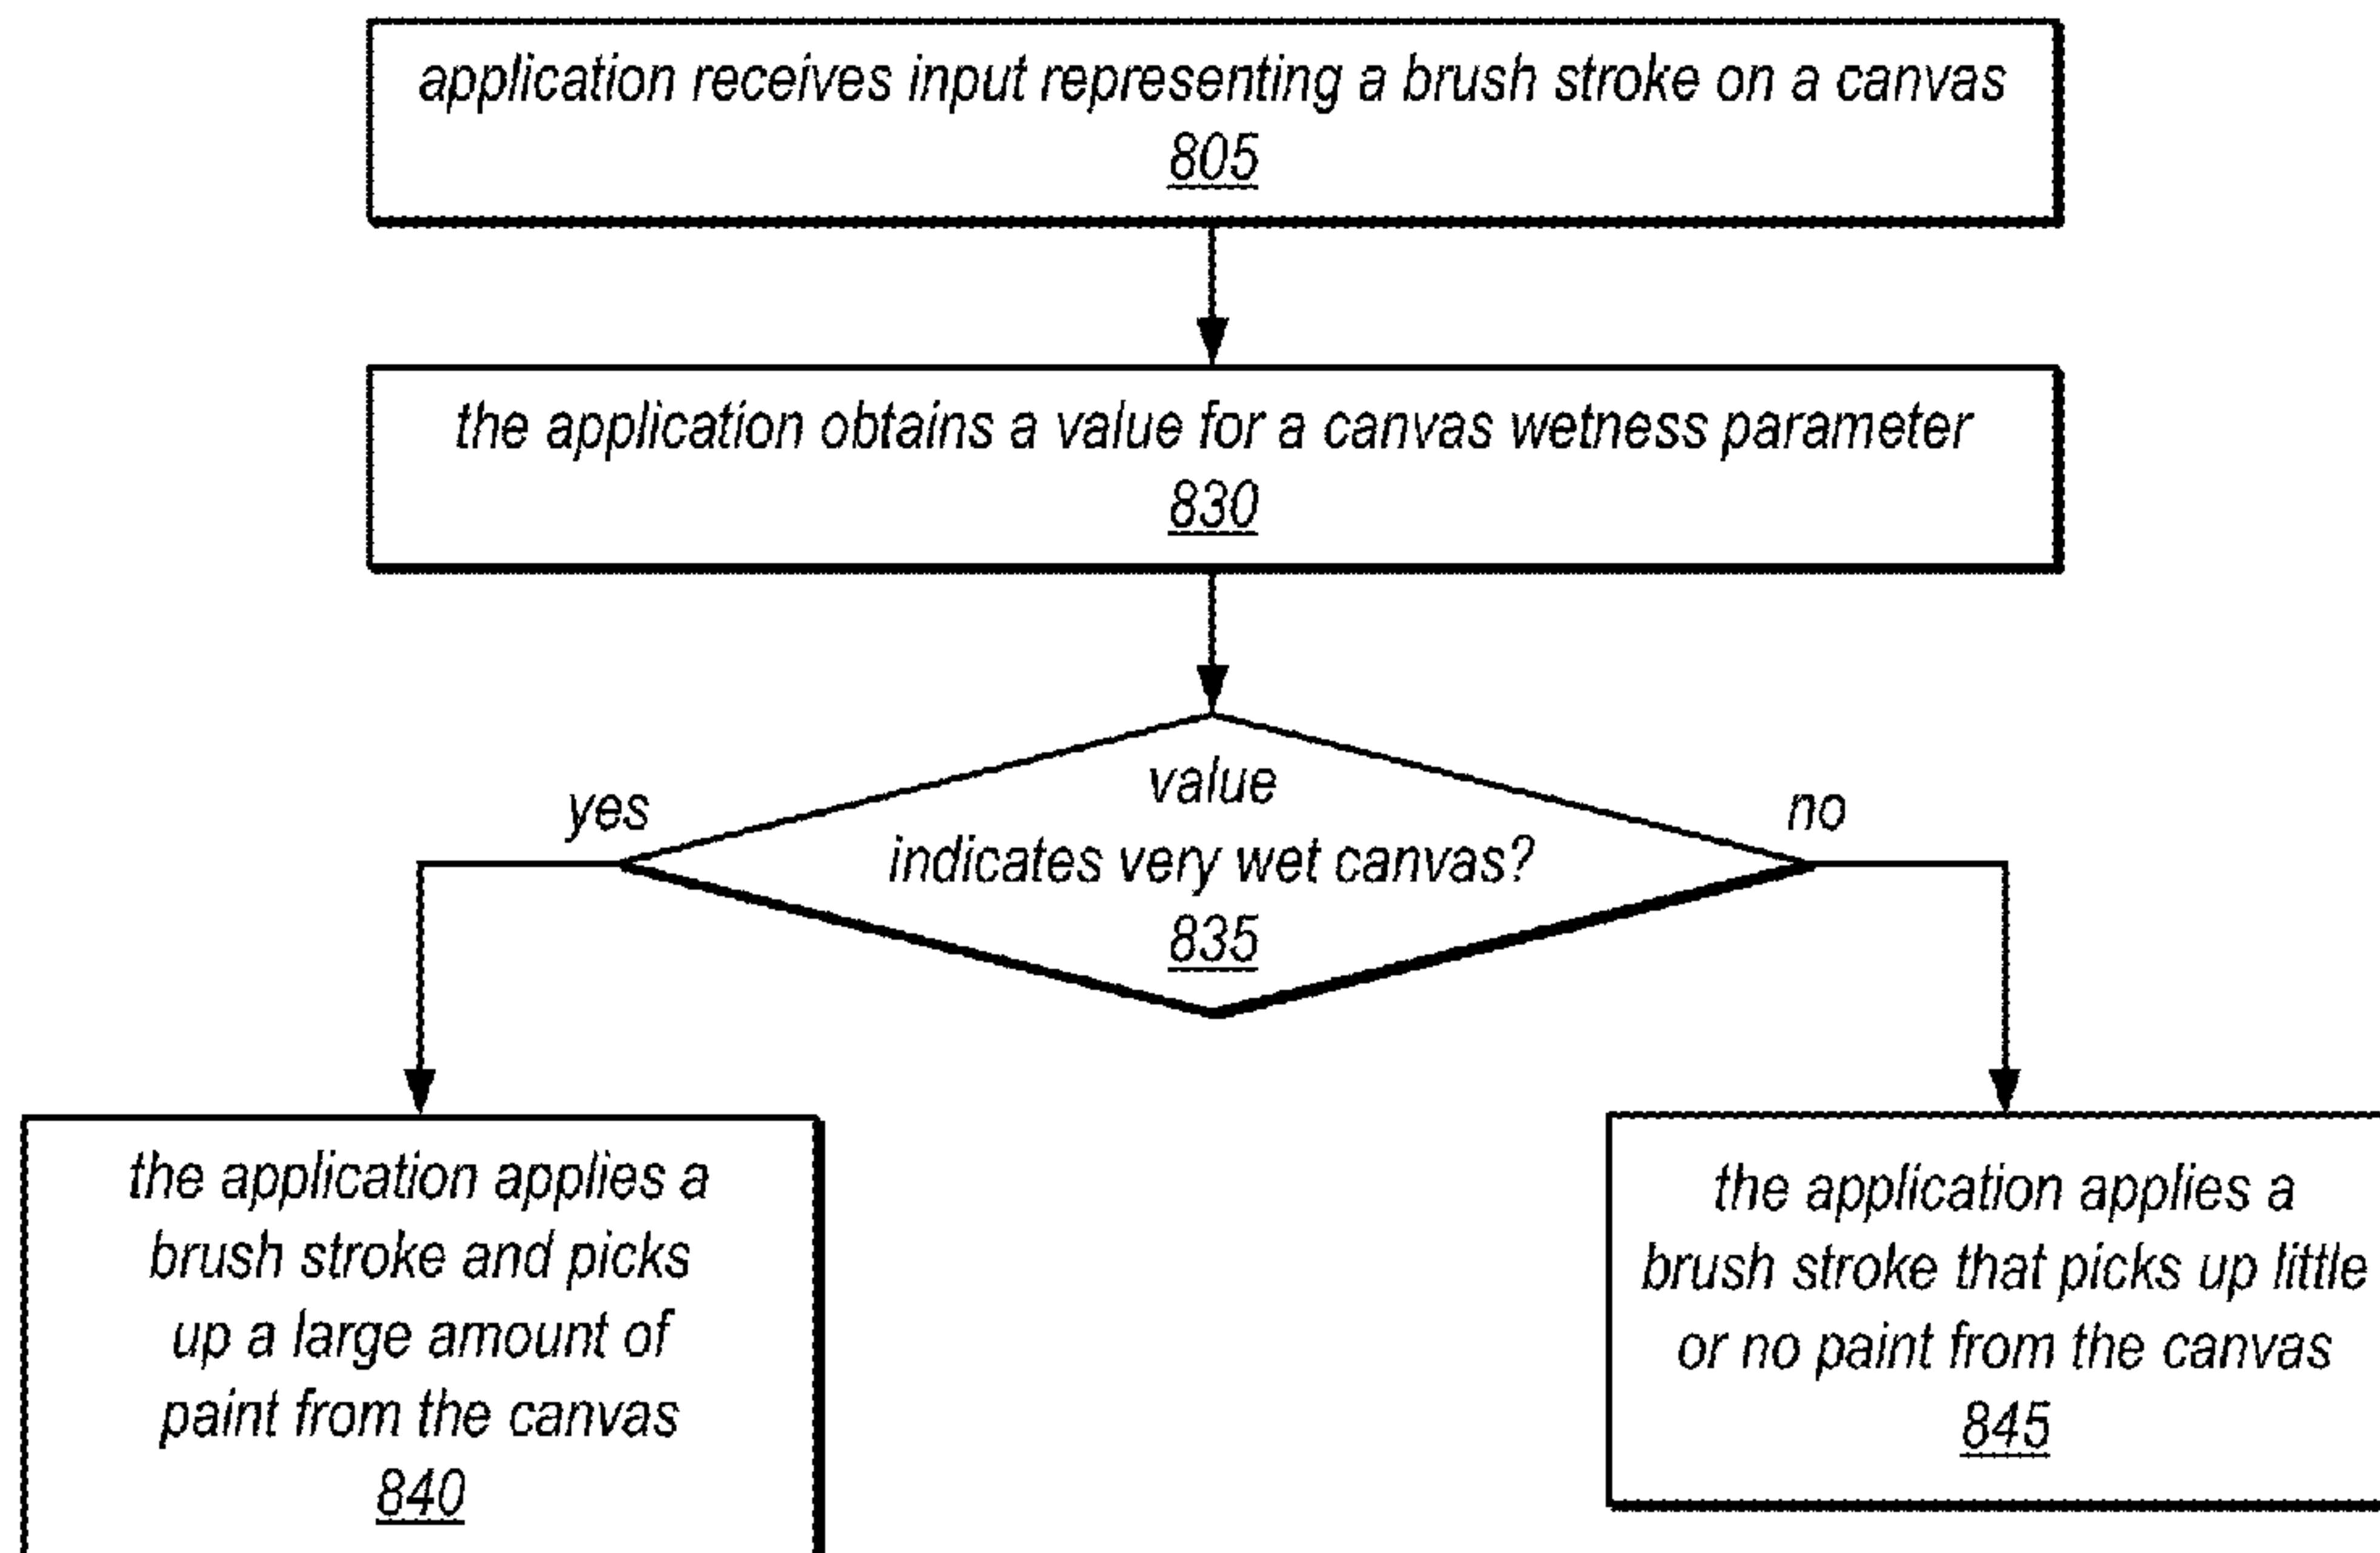 application receives input representing a brush stroke on a canvas
805
the application obtains a value for a canvas wetness parameter
830
value
indicates very wet canvas?
835
yes
no
the application applies a
brush stroke and picks
up a large amount of
paint from the canvas
840
the application applies a
brush stroke that picks up little
or no paint from the canvas
845